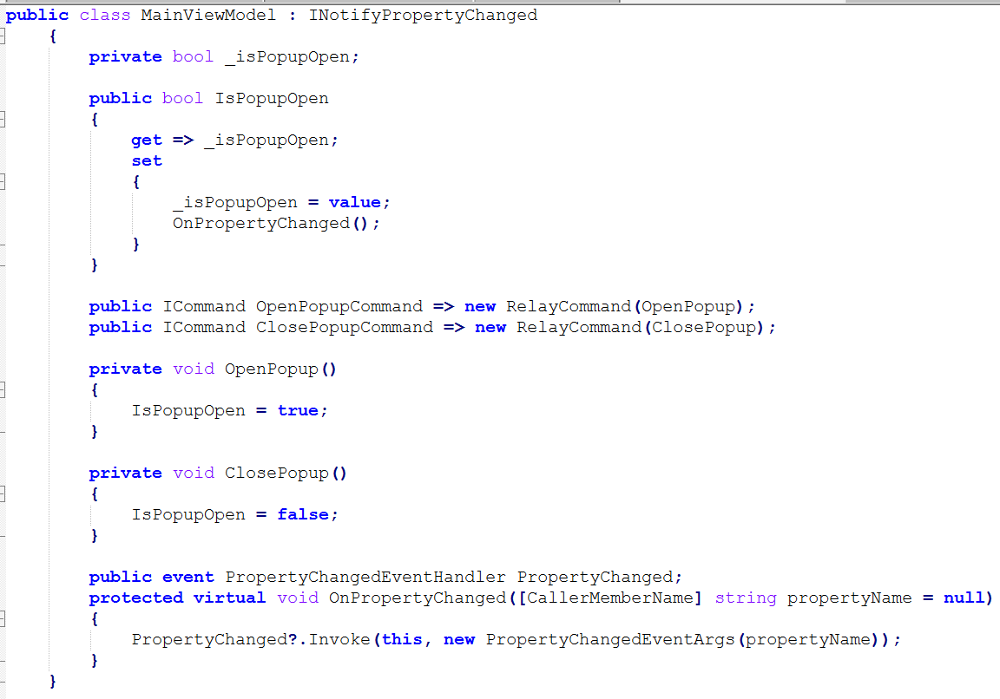 public class MainViewModel : INotifyPropertyChanged
{
private bool _isPopupOpen;
public bool IsPopupOpen
{
get => _isPopupOpen;
set
{
_isPopupOpen = value;
OnPropertyChanged();
}
}
public ICommand OpenPopupCommand => new RelayCommand(OpenPopup);
public ICommand ClosePopupCommand => new RelayCommand(ClosePopup);
private void OpenPopup()
{
IsPopupOpen = true;
}
private void ClosePopup()
{
IsPopupOpen = false;
}
public event PropertyChangedEventHandler PropertyChanged;
protected virtual void OnPropertyChanged([CallerMemberName] string propertyName = null)
{
PropertyChanged?.Invoke(this, new PropertyChangedEventArgs(propertyName));
}
}